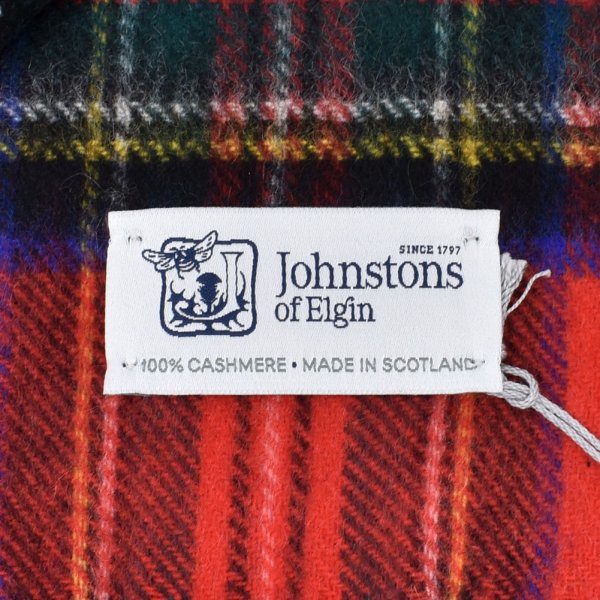 SINCE 1797
Johnstons
of Elgin
100% CASHMERE • MADE IN SCOTLAND